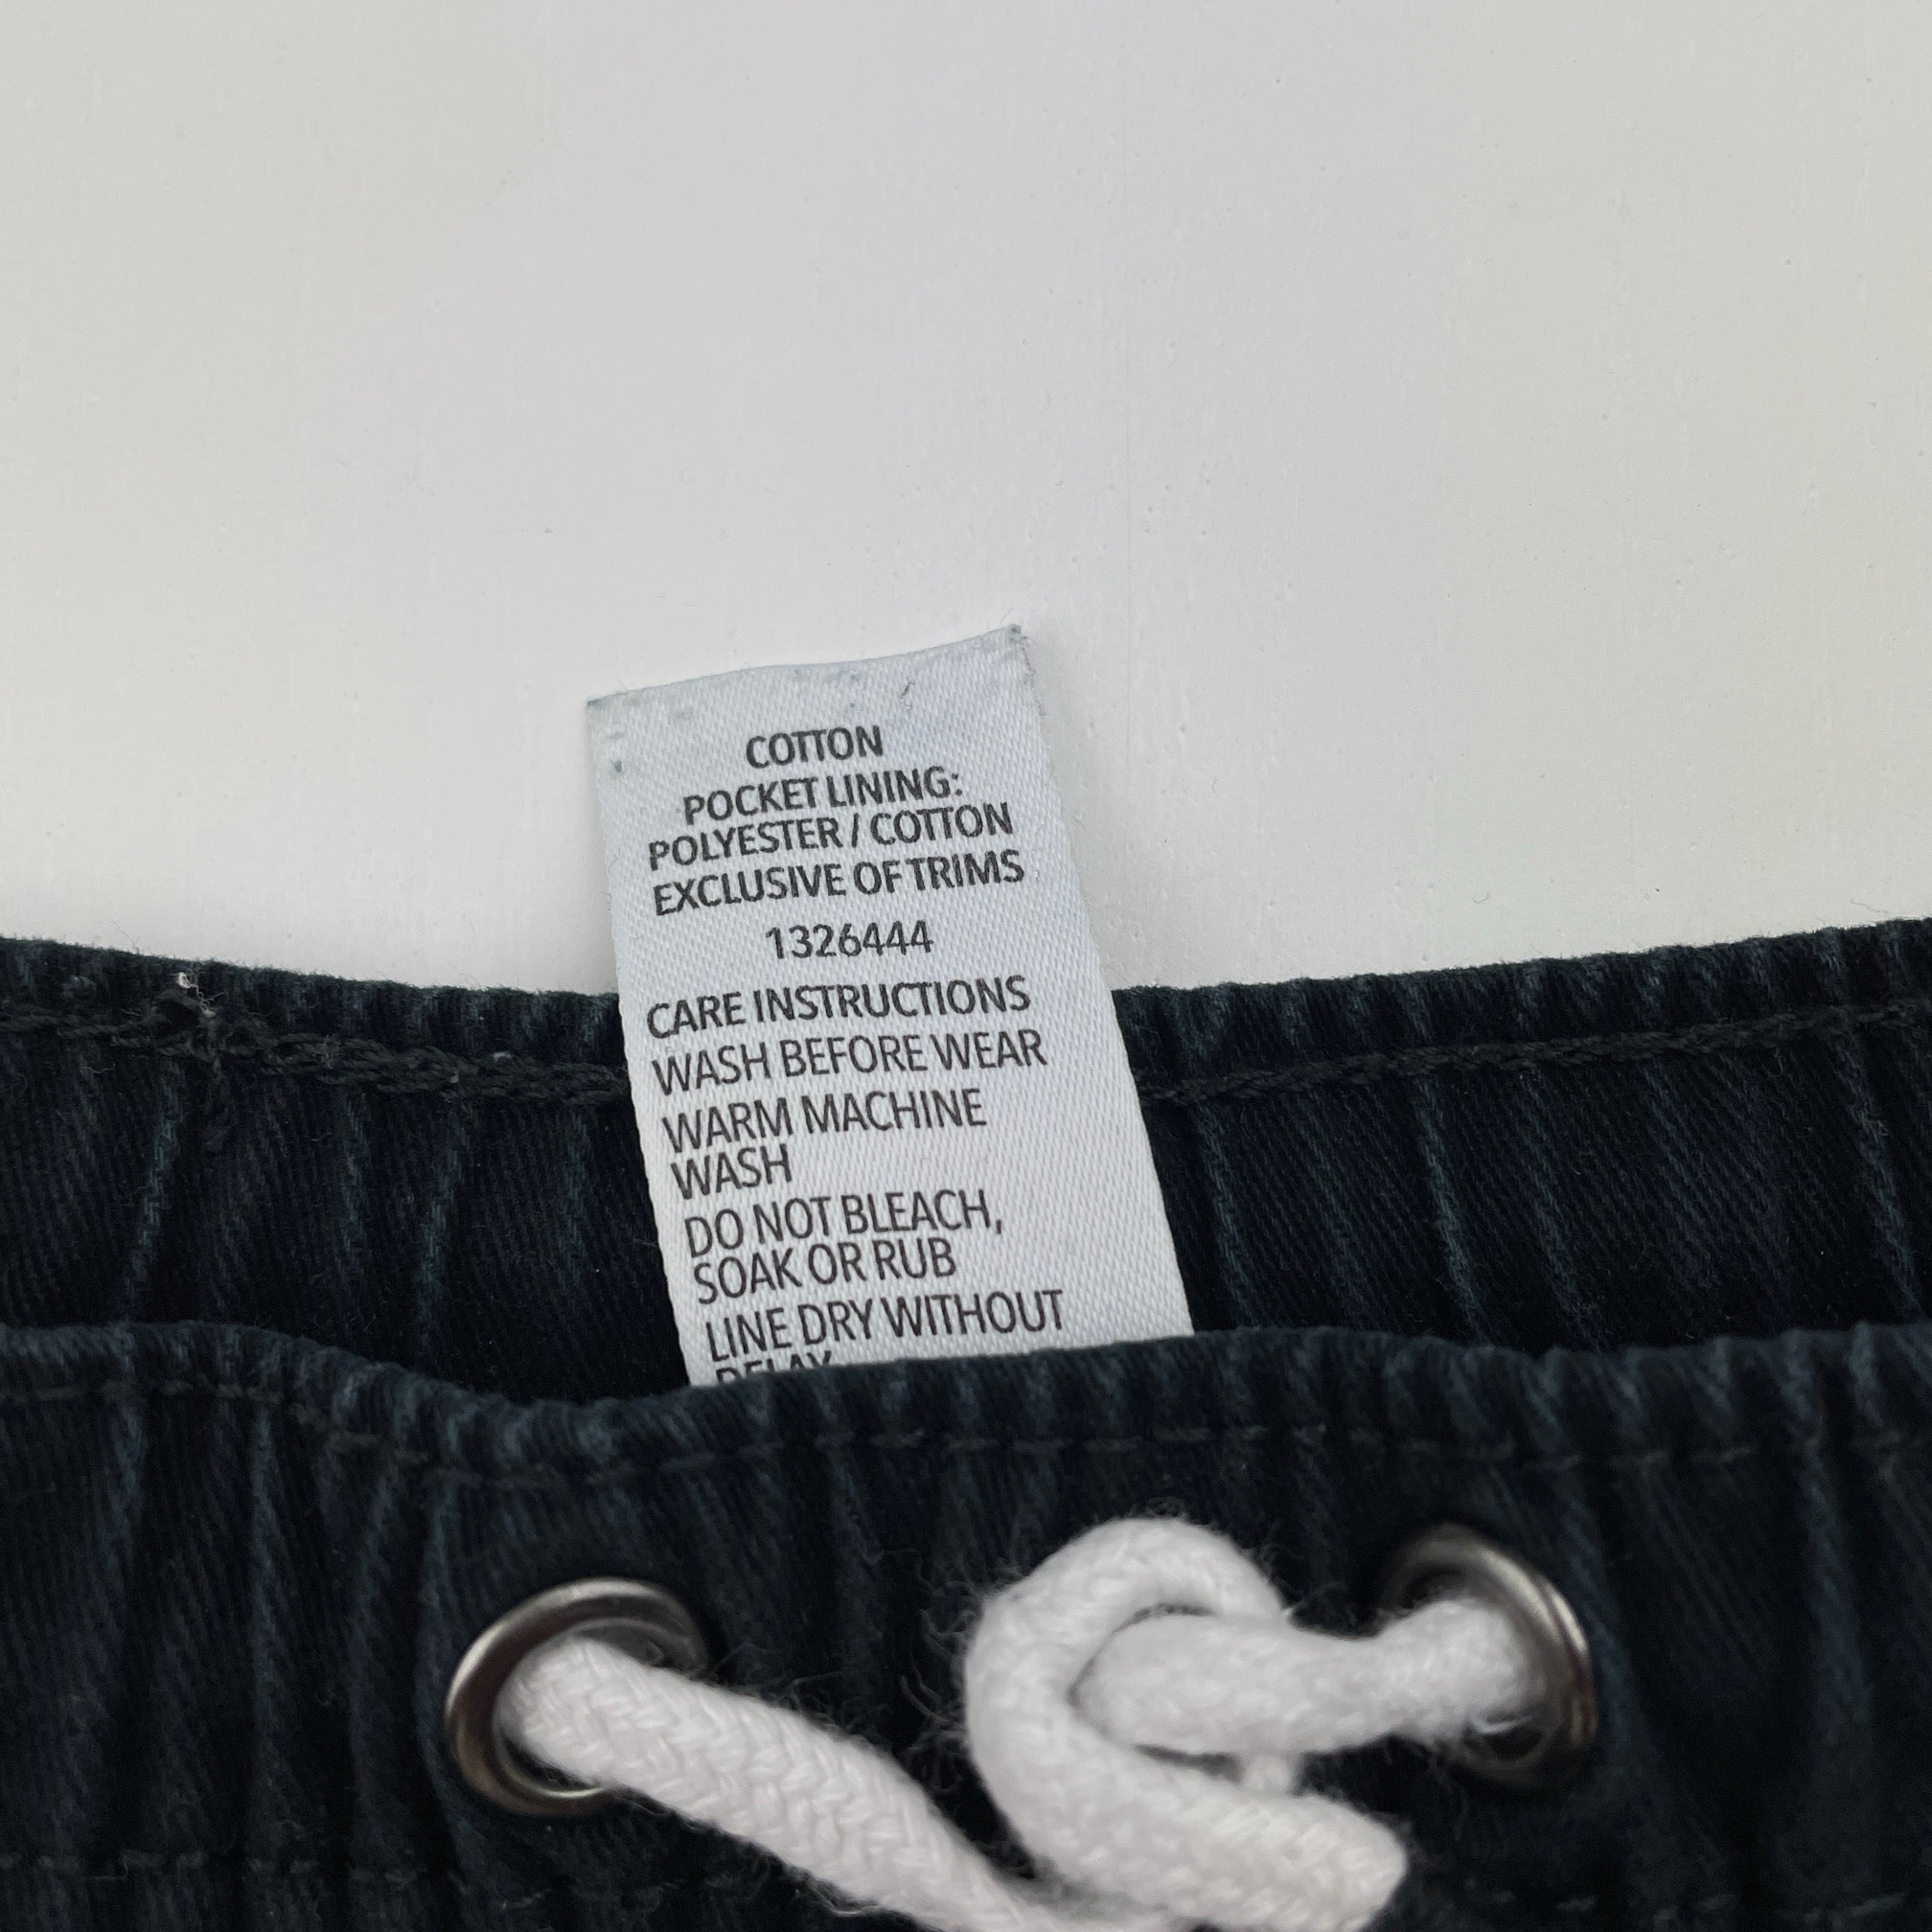 COTTON
POCKET LINING:
POLYESTER / COTTON
EXCLUSIVE OF TRIMS
1326444
CARE INSTRUCTIONS
WASH BEFORE WEAR
WARM MACHINE
WASH
DO NOT BLEACH,
SOAK OR RUB
LINE DRY WITHOUT
DELAY